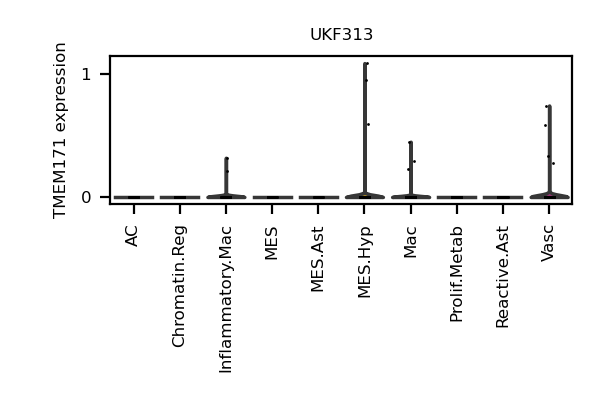 UKF313
TMEM171 expression
1
0
AC
Chromatin.Reg
Inflammatory.Mac
MES
MES.Ast
MES.Hyp
Mac
Prolif.Metab
Reactive.Ast
Vasc